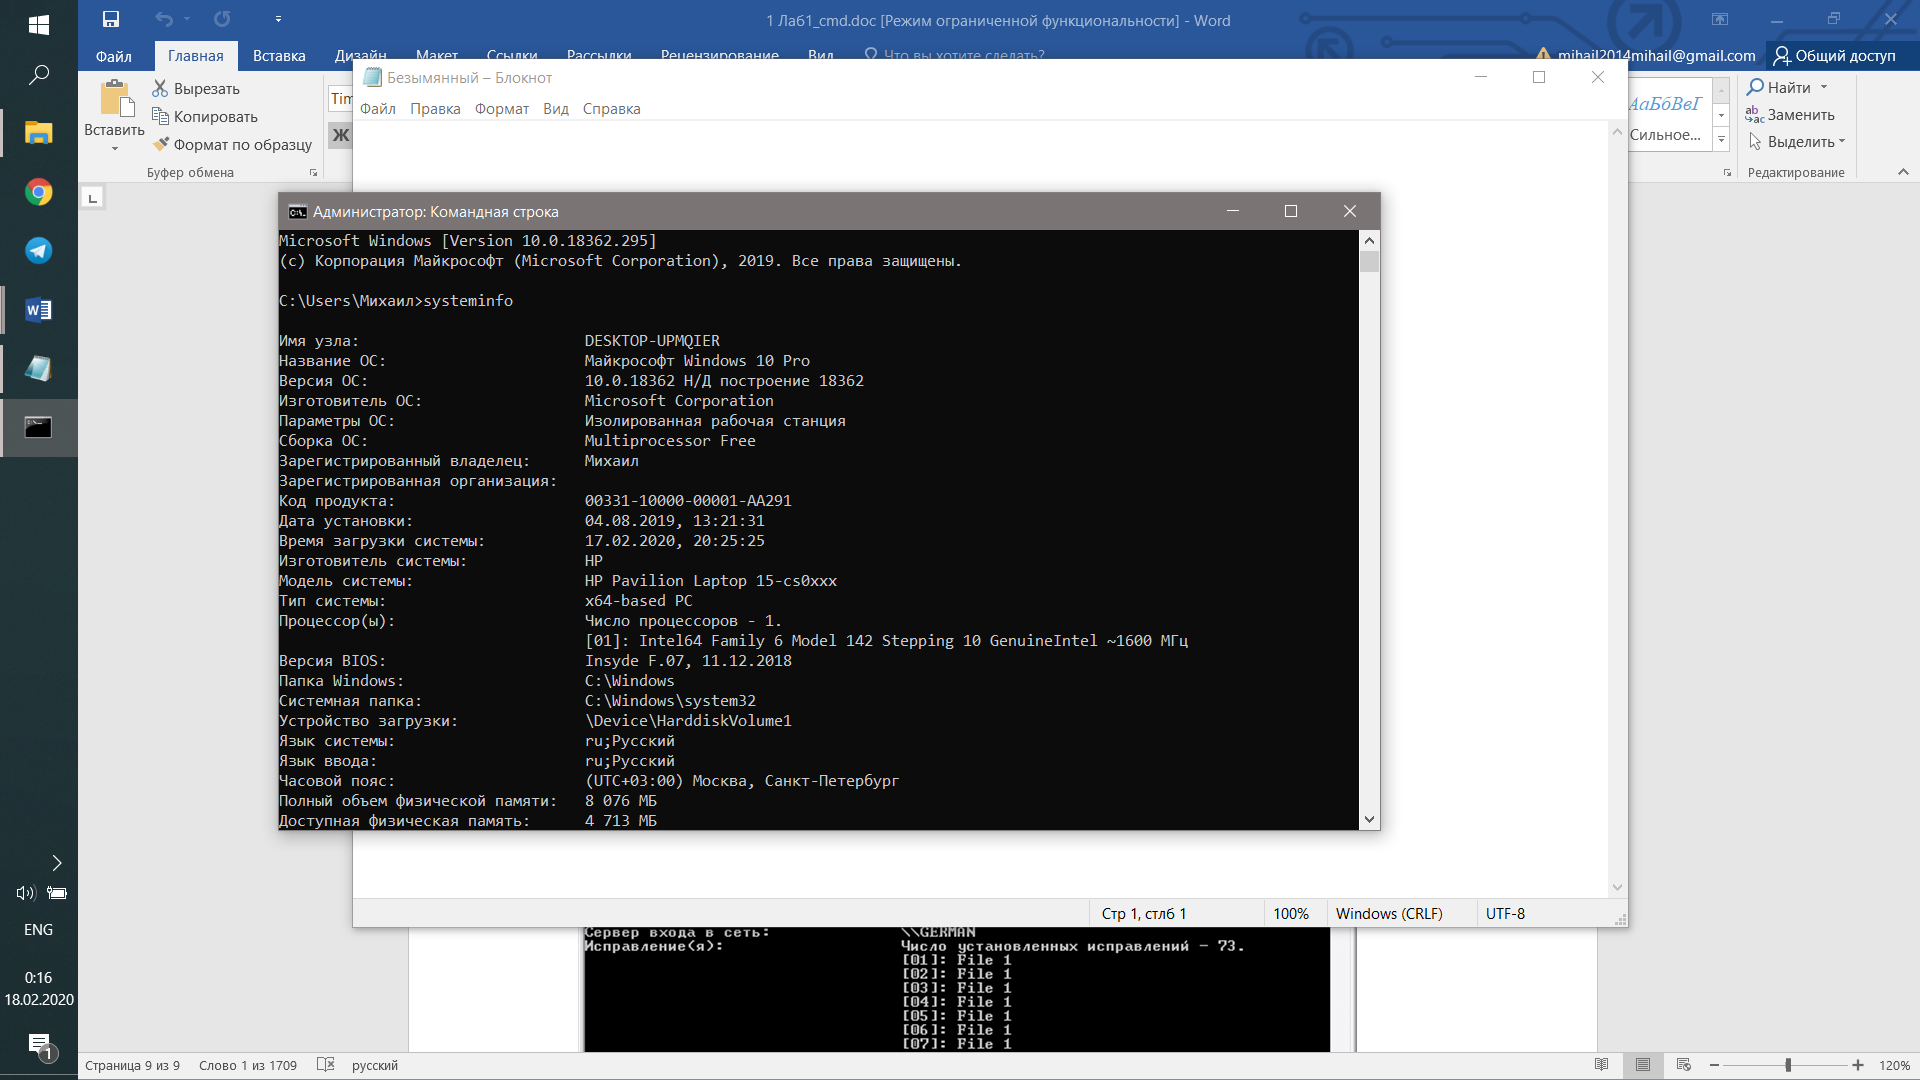 1 Лаб1_cmd.doc [Режим ограниченной функциональности] - Word
Файл Главная Вставка Дизайн Макет Ссылки Рассылки Рецензирование Вид Что вы хотите сделать? mihail2014mihail@gmail.com Общий доступ
Вставить
Вырезать
Копировать
Формат по образцу
Буфер обмена
Tim
Ж
АаБбВвГ
Сильное...
Найти
Заменить
Выделить
Редактирование
Безымянный – Блокнот
Файл Правка Формат Вид Справка
Администратор: Командная строка
Microsoft Windows [Version 10.0.18362.295]
(c) Корпорация Майкрософт (Microsoft Corporation), 2019. Все права защищены.
C:\Users\Михаил>systeminfo
Имя узла: DESKTOP-UPMQIER
Название ОС: Майкрософт Windows 10 Pro
Версия ОС: 10.0.18362 Н/Д построение 18362
Изготовитель ОС: Microsoft Corporation
Параметры ОС: Изолированная рабочая станция
Сборка ОС: Multiprocessor Free
Зарегистрированный владелец: Михаил
Зарегистрированная организация:
Код продукта: 00331-10000-00001-AA291
Дата установки: 04.08.2019, 13:21:31
Время загрузки системы: 17.02.2020, 20:25:25
Изготовитель системы: HP
Модель системы: HP Pavilion Laptop 15-cs0xxx
Тип системы: x64-based PC
Процессор(ы): Число процессоров - 1.
[01]: Intel64 Family 6 Model 142 Stepping 10 GenuineIntel ~1600 МГц
Версия BIOS: Insyde F.07, 11.12.2018
Папка Windows: C:\Windows
Системная папка: C:\Windows\system32
Устройство загрузки: \Device\HarddiskVolume1
Язык системы: ru;Русский
Язык ввода: ru;Русский
Часовой пояс: (UTC+03:00) Москва, Санкт-Петербург
Полный объем физической памяти: 8 076 МБ
Доступная физическая память: 4 713 МБ
Стр 1, стлб 1 100% Windows (CRLF) UTF-8
Сервер входа в сеть: \\GERMAN
Исправление(я): Число установленных исправлений - 73.
[01]: File 1
[02]: File 1
[03]: File 1
[04]: File 1
[05]: File 1
[06]: File 1
[07]: File 1
ENG
0:16
18.02.2020
1
Страница 9 из 9 Слово 1 из 1709 русский 120%